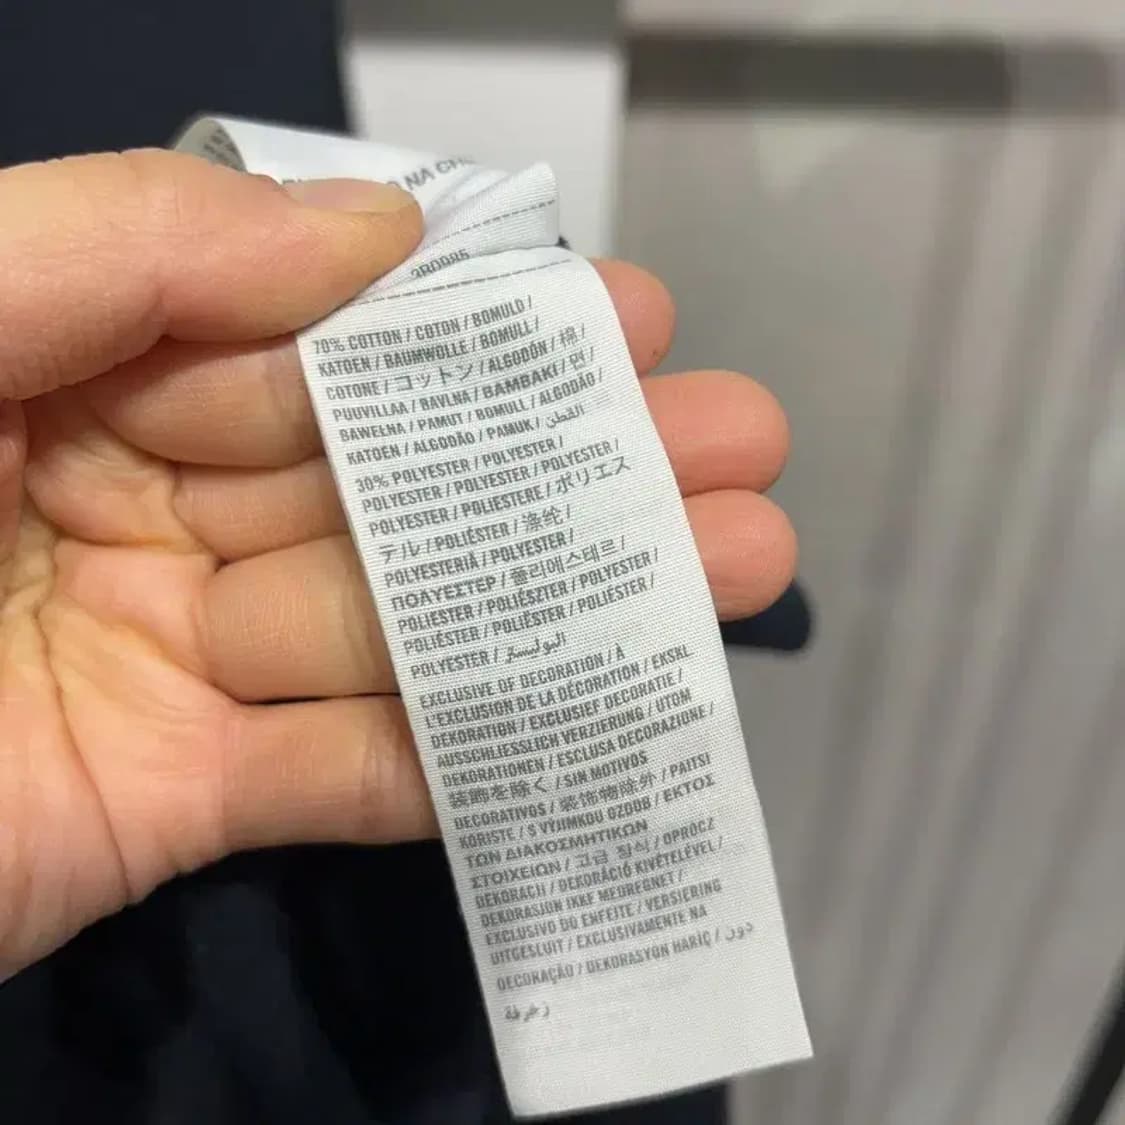 NA
70% COTTON / COTON / BOMULD /
KATOEN / BAUMWOLLE / BOMULL /
COTONE / コットン / ALGODÓN / 棉 /
PUUVILLAA / BAVLNA / ΒΑΜΒΑΚΙ / 면 /
BAWEŁNA / PAMUT / BOMULL / ALGODÃO /
KATOEN / ALGODÃO / PAMUK / القطن
30% POLYESTER / POLYESTER /
POLYESTER / POLYESTER / POLYESTER /
POLYESTER / POLIESTERE / ポリエス
テル / POLIÉSTER / 涤纶 /
POLYESTERIÄ / POLYESTER /
ΠΟΛΥΕΣΤΕΡ / 폴리에스테르 /
POLIESTER / POLIÉSZTER / POLYESTER /
POLIÉSTER / POLIÉSTER / POLIÉSTER /
POLYESTER / البوليستر
EXCLUSIVE OF DECORATION / À
L'EXCLUSION DE LA DÉCORATION / EKSKL
DEKORATION / EXCLUSIEF DECORATIE /
AUSSCHLIESSLICH VERZIERUNG / UTOM
DEKORATIONEN / ESCLUSA DECORAZIONE /
装飾を除く / SIN MOTIVOS
DECORATIVOS / 装饰物除外 / PAITSI
KORISTE / S VÝJIMKOU OZDOB / ΕΚΤΟΣ
ΤΩΝ ΔΙΑΚΟΣΜΗΤΙΚΩΝ
ΣΤΟΙΧΕΙΩΝ / 고급 장식 / OPRÓCZ
DEKORACJI / DEKORÁCIÓ KIVÉTELÉVEL /
DEKORASJON IKKE MEDREGNET /
EXCLUSIVO DO ENFEITE / VERSIERING
UITGESLUIT / EXCLUSIVAMENTE NA
DECORAÇÃO / DEKORASYON HARİÇ / دون
زخرفة